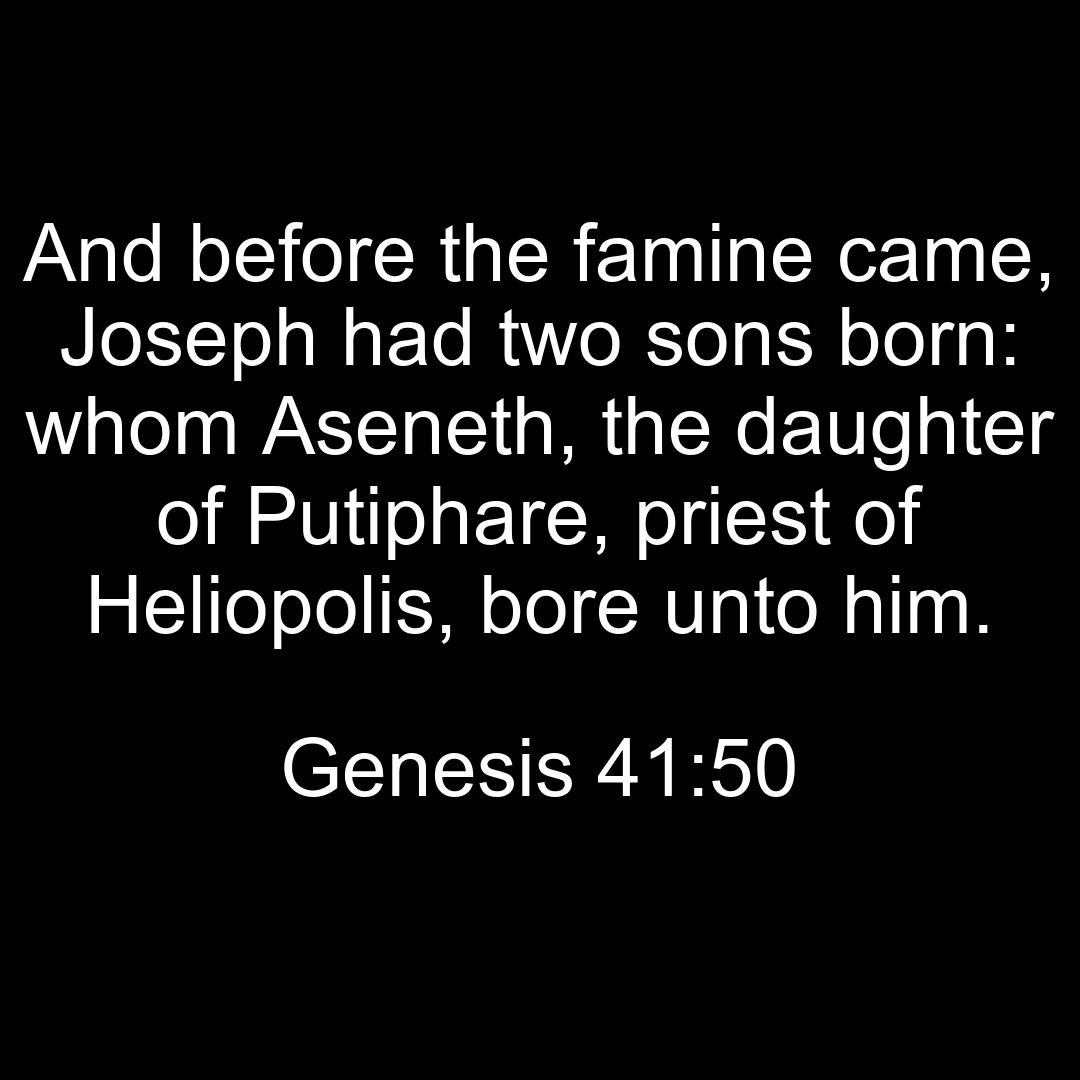 And before the famine came,
Joseph had two sons born:
whom Aseneth, the daughter
of Putiphare, priest of
Heliopolis, bore unto him.
Genesis 41:50